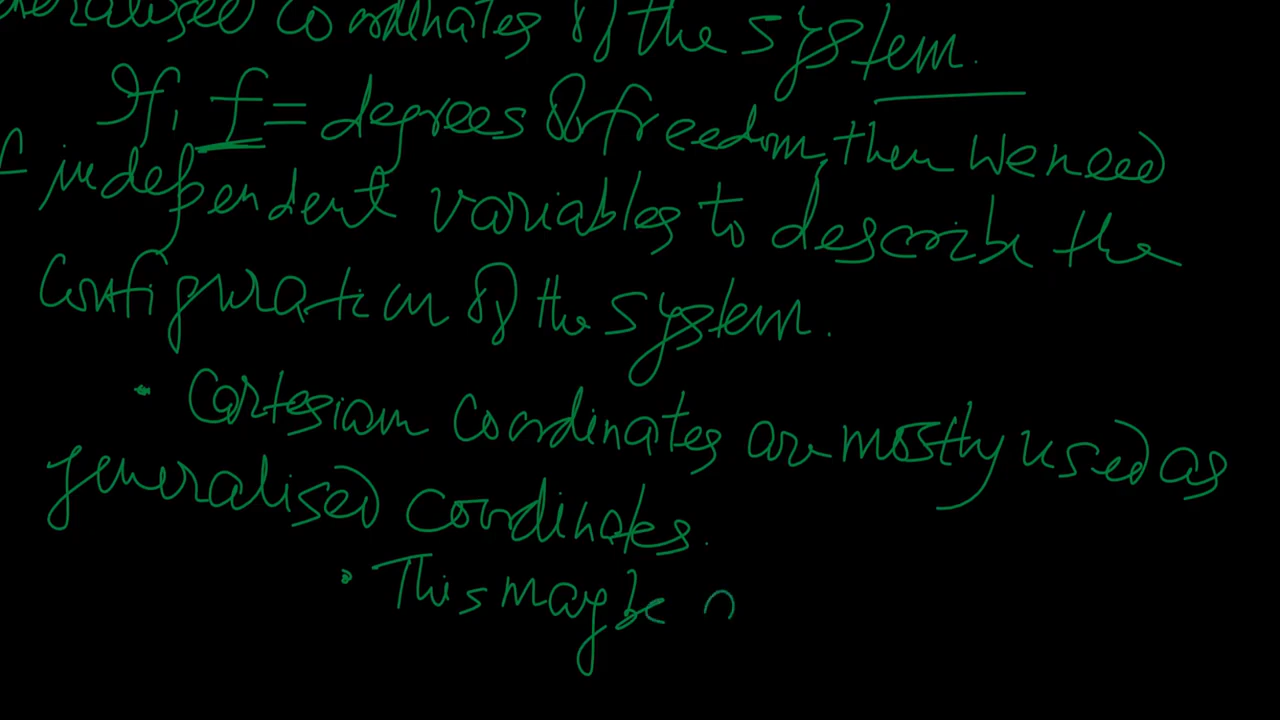 coordinates of the system.
If, f = degrees of freedom, then we need
f independent variables to describe the
configuration of the system.
• Cartesian coordinates are mostly used as
generalised coordinates.
• This may be